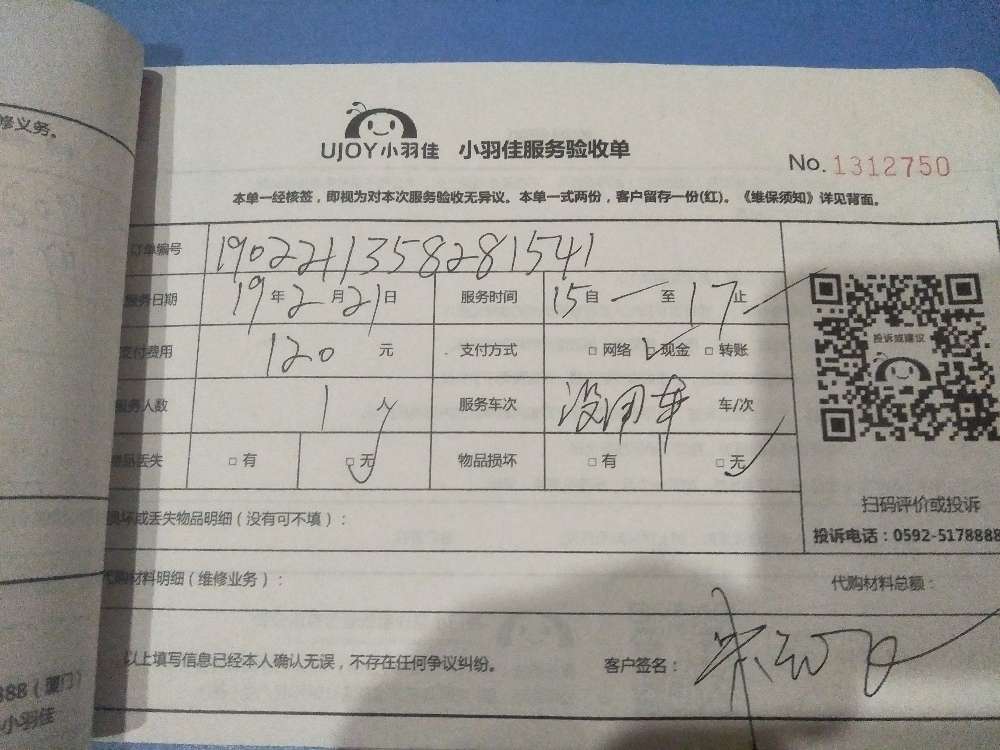 修义务。
UJOY小羽佳 小羽佳服务验收单
No. 1312750
本单一经核签，即视为对本次服务验收无异议。本单一式两份，客户留存一份(红)。《维保须知》详见背面。
订单编号 1902211358281541
服务日期 19年2月21日 服务时间 15自 至 17止
支付费用 120 元 支付方式 □网络 □现金 □转账
投诉或建议
服务人数 1 人 服务车次 没用车 车/次
物品丢失 □有 □无 物品损坏 □有 □无
扫码评价或投诉
损坏或丢失物品明细（没有可不填）：
投诉电话：0592-5178888
代购材料明细（维修业务）： 代购材料总额：
以上填写信息已经本人确认无误，不存在任何争议纠纷。 客户签名：
888（厦门）
小羽佳